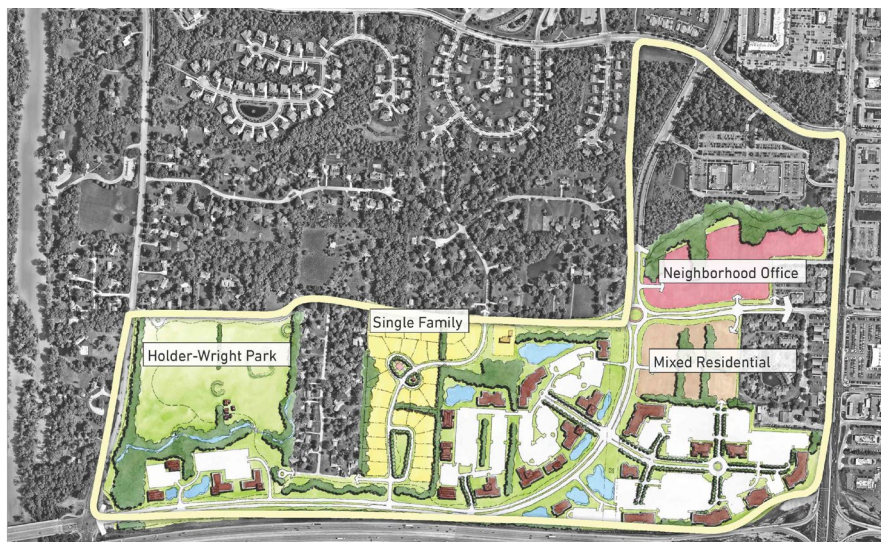 Neighborhood Office
Single Family
Holder-Wright Park
Mixed Residential